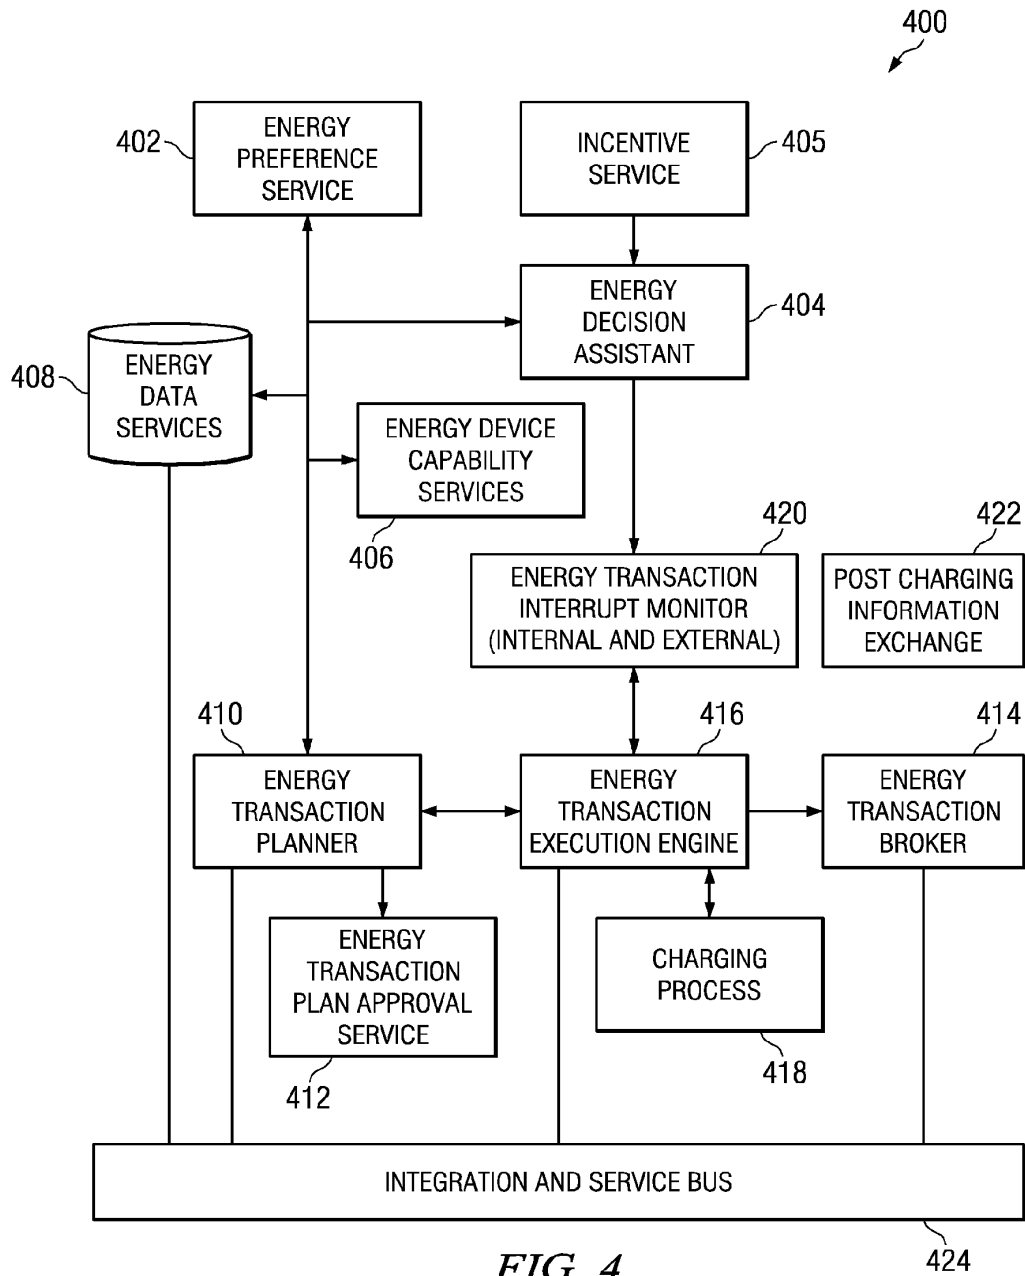 400
402
ENERGY
PREFERENCE
SERVICE
INCENTIVE
SERVICE
405
ENERGY
DECISION
ASSISTANT
404
408
ENERGY
DATA
SERVICES
ENERGY DEVICE
CAPABILITY
SERVICES
406
420
422
ENERGY TRANSACTION
INTERRUPT MONITOR
(INTERNAL AND EXTERNAL)
POST CHARGING
INFORMATION
EXCHANGE
410
416
414
ENERGY
TRANSACTION
PLANNER
ENERGY
TRANSACTION
EXECUTION ENGINE
ENERGY
TRANSACTION
BROKER
ENERGY
TRANSACTION
PLAN APPROVAL
SERVICE
412
CHARGING
PROCESS
418
INTEGRATION AND SERVICE BUS
424
FIG. 4